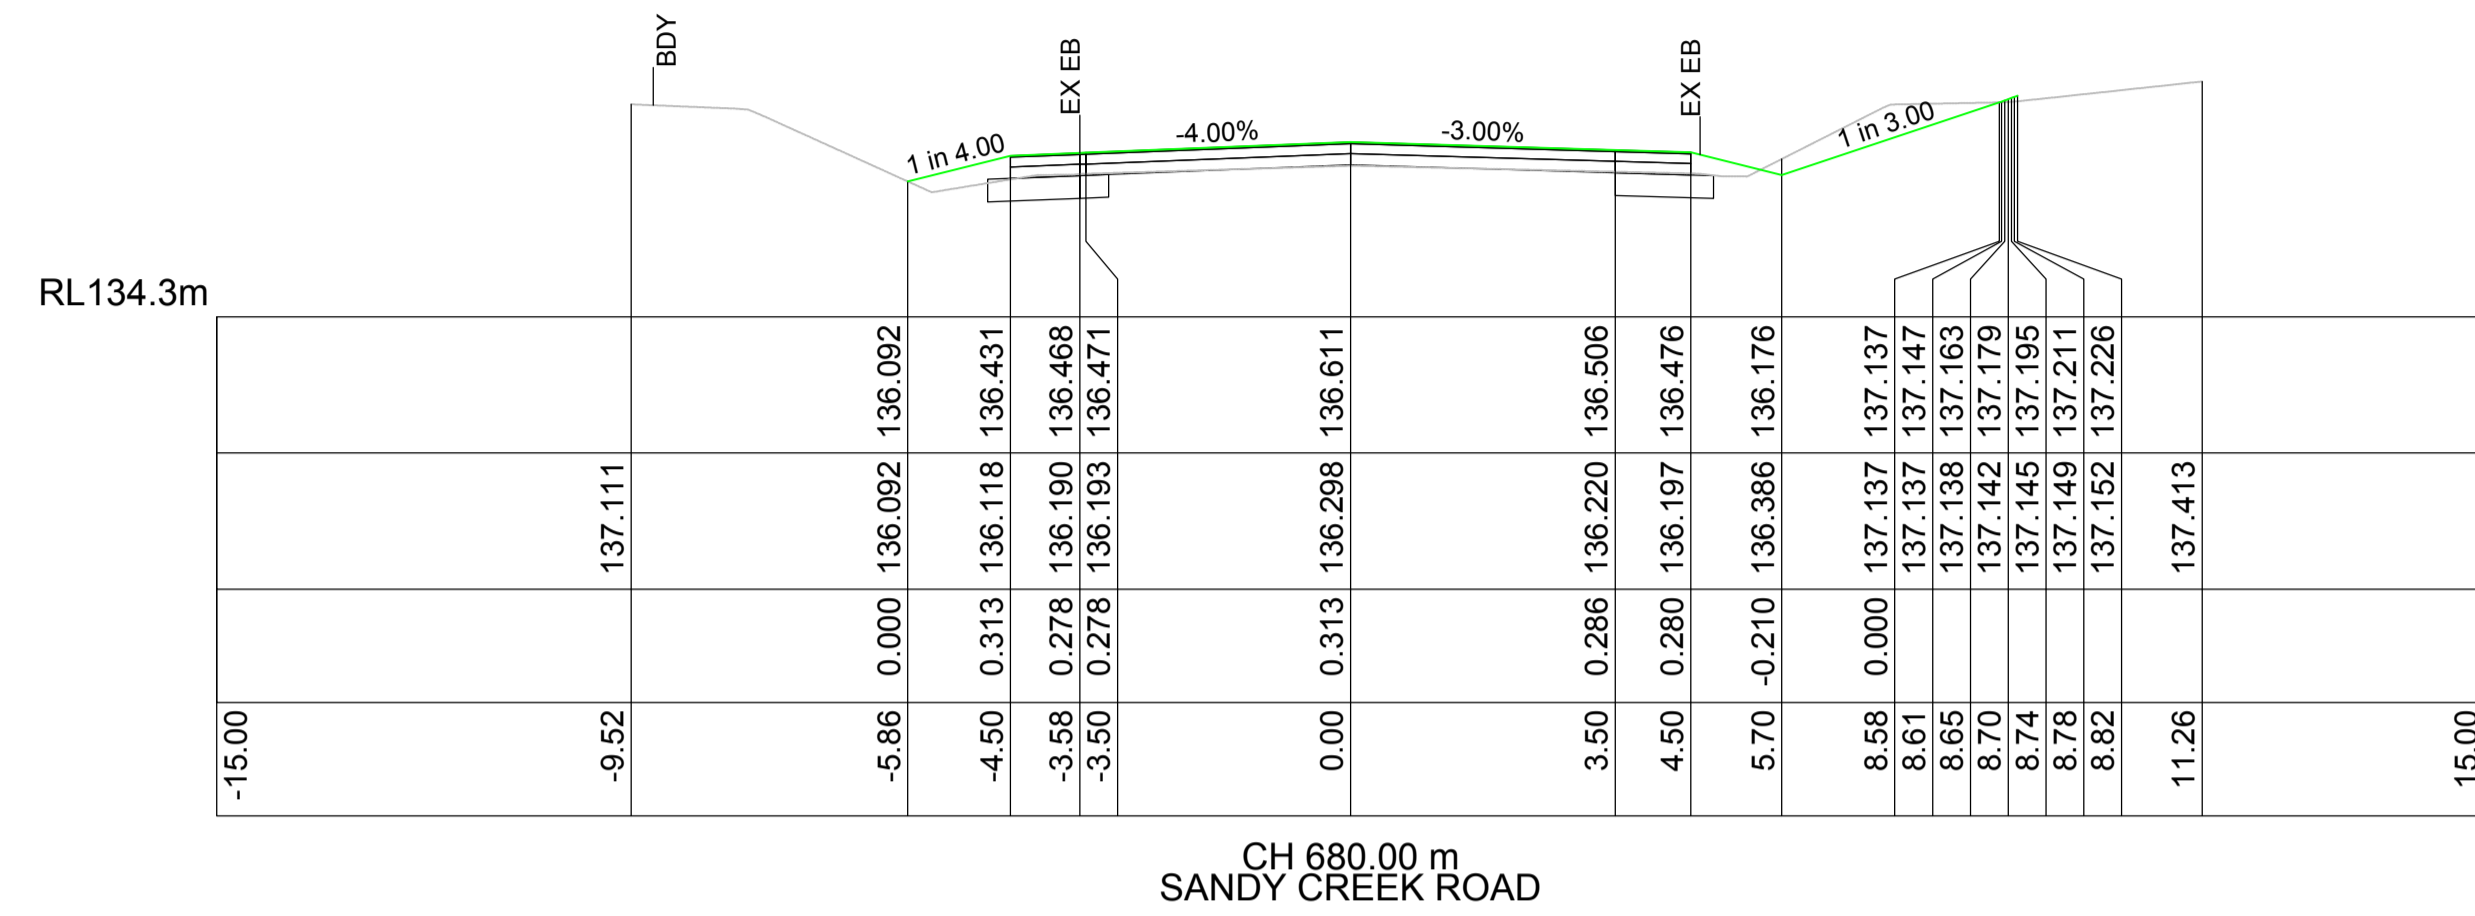 BDY
EX EB
EX EB
1 in 4.00
-4.00%
-3.00%
1 in 3.00
RL134.3m
136.092 136.431 136.468 136.471 136.611 136.506 136.476 136.176 137.137 137.147 137.163 137.179 137.195 137.211 137.226
137.111 136.092 136.118 136.190 136.193 136.298 136.220 136.197 136.386 137.137 137.137 137.138 137.142 137.145 137.149 137.152 137.413
0.000 0.313 0.278 0.278 0.313 0.286 0.280 -0.210 0.000
-15.00 -9.52 -5.86 -4.50 -3.58 -3.50 0.00 3.50 4.50 5.70 8.58 8.61 8.65 8.70 8.74 8.78 8.82 11.26 15.00
CH 680.00 m
SANDY CREEK ROAD